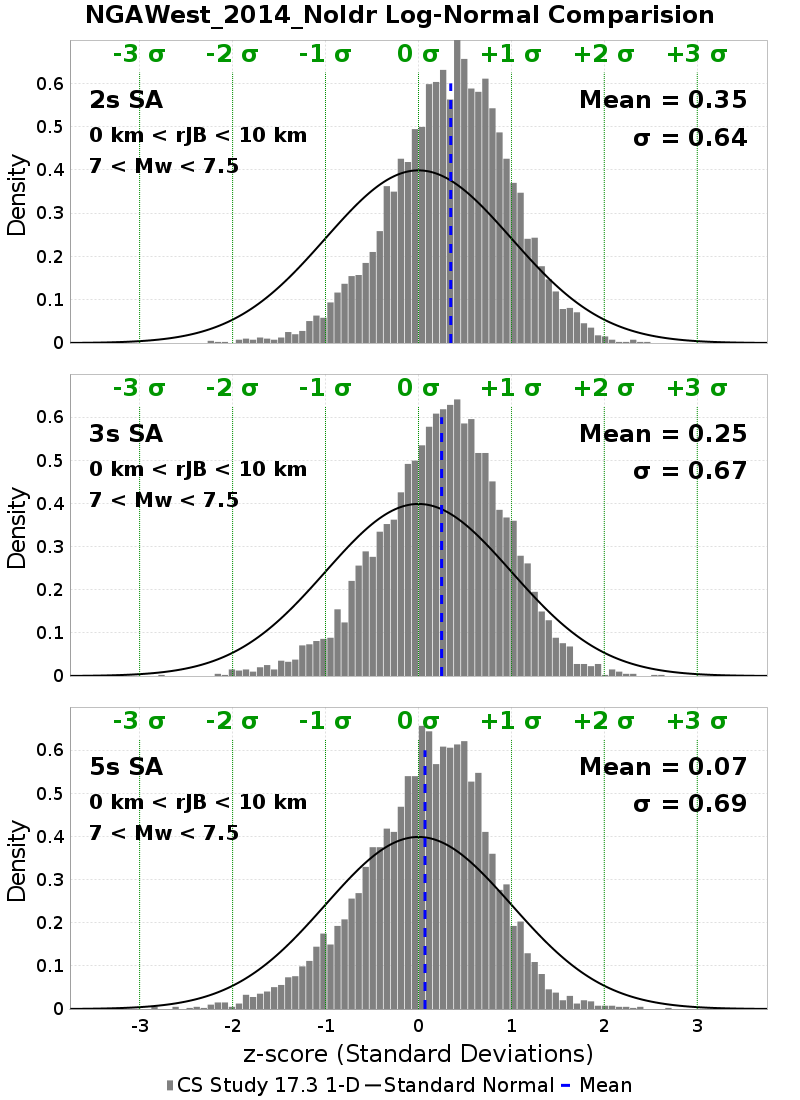 NGAWest_2014_NoIdr Log-Normal Comparision
-3 σ -2 σ -1 σ 0 σ +1 σ +2 σ +3 σ
2s SA
0 km < rJB < 10 km
7 < Mw < 7.5
Mean = 0.35
σ = 0.64
Density
0.6
0.5
0.4
0.3
0.2
0.1
0
-3 σ -2 σ -1 σ 0 σ +1 σ +2 σ +3 σ
3s SA
0 km < rJB < 10 km
7 < Mw < 7.5
Mean = 0.25
σ = 0.67
Density
0.6
0.5
0.4
0.3
0.2
0.1
0
-3 σ -2 σ -1 σ 0 σ +1 σ +2 σ +3 σ
5s SA
0 km < rJB < 10 km
7 < Mw < 7.5
Mean = 0.07
σ = 0.69
Density
0.6
0.5
0.4
0.3
0.2
0.1
0
-3 -2 -1 0 1 2 3
z-score (Standard Deviations)
CS Study 17.3 1-D Standard Normal Mean